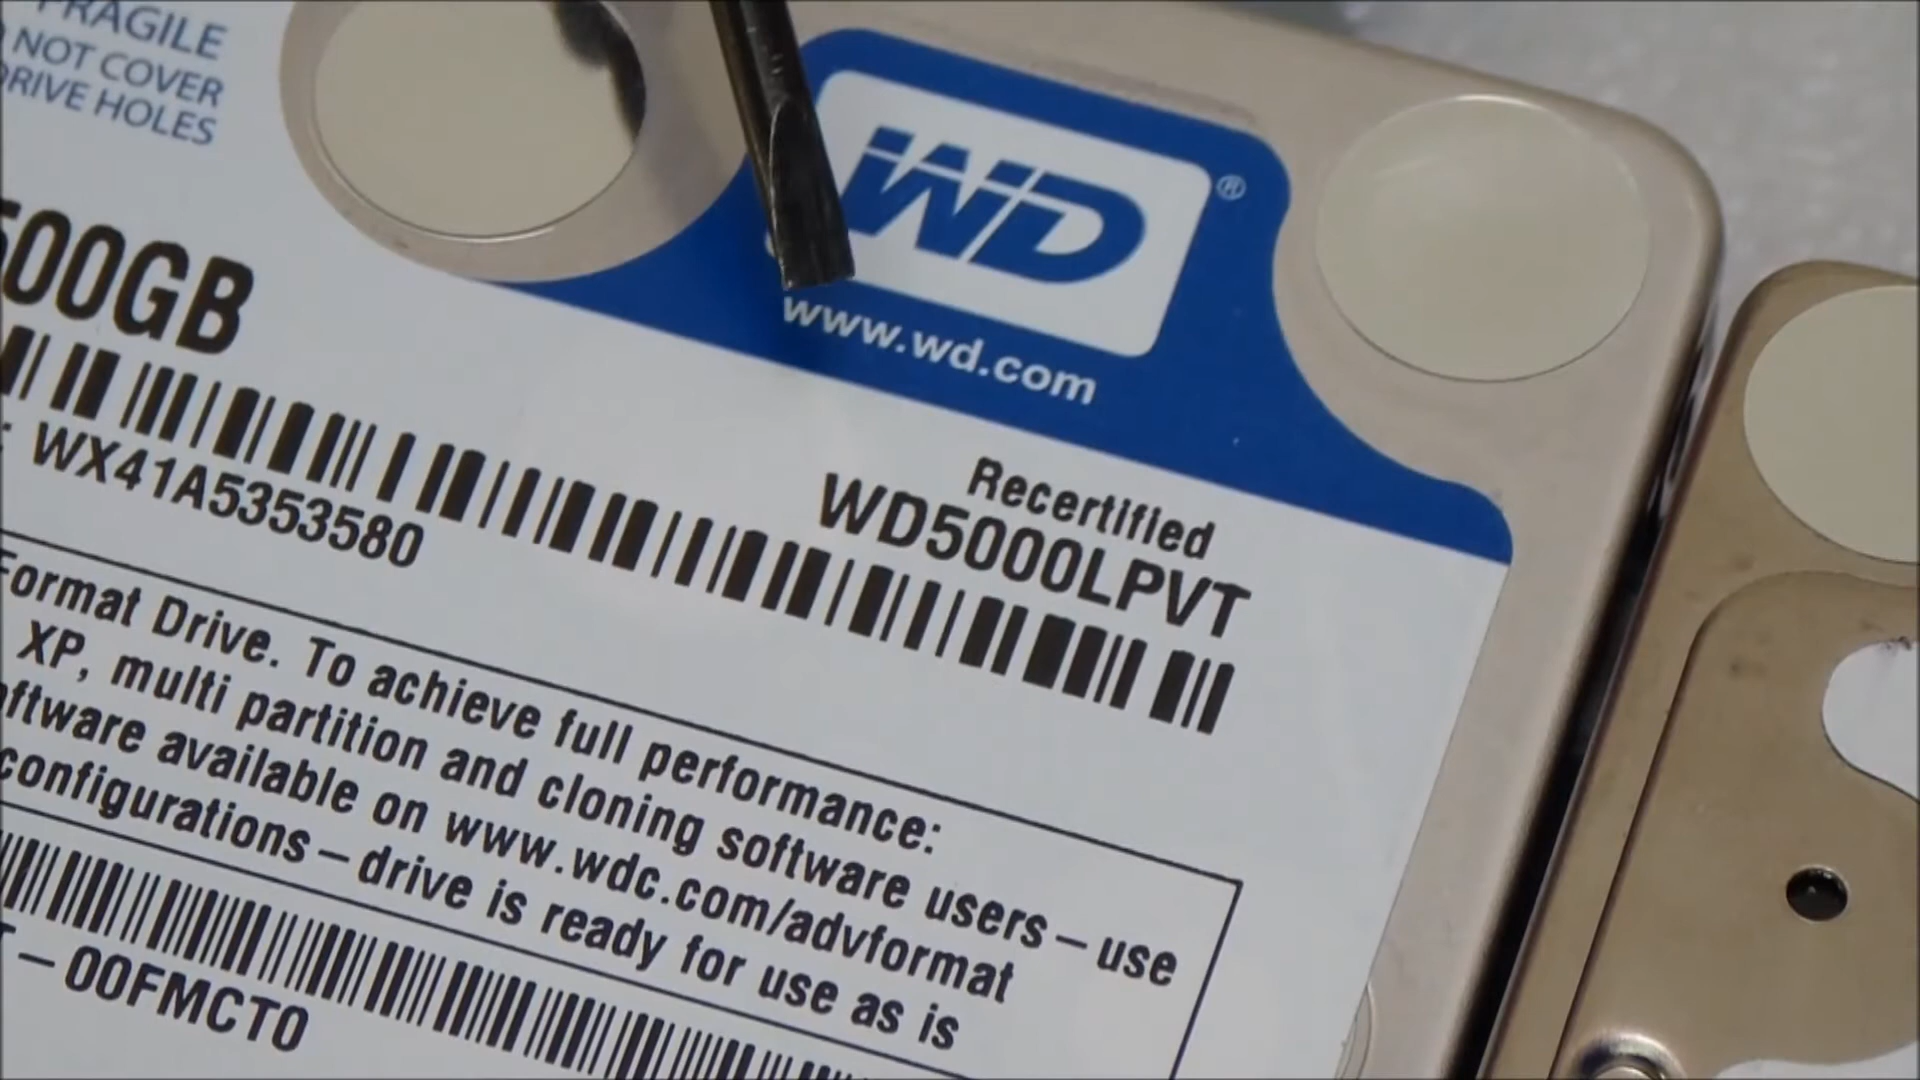 FRAGILE
NOT COVER
DRIVE HOLES
WD®
www.wd.com
500GB
Recertified
WD5000LPVT
: WX41A5353580
Format Drive. To achieve full performance:
XP, multi partition and cloning software users – use
software available on www.wdc.com/advformat
configurations – drive is ready for use as is
T – 00FMCT0